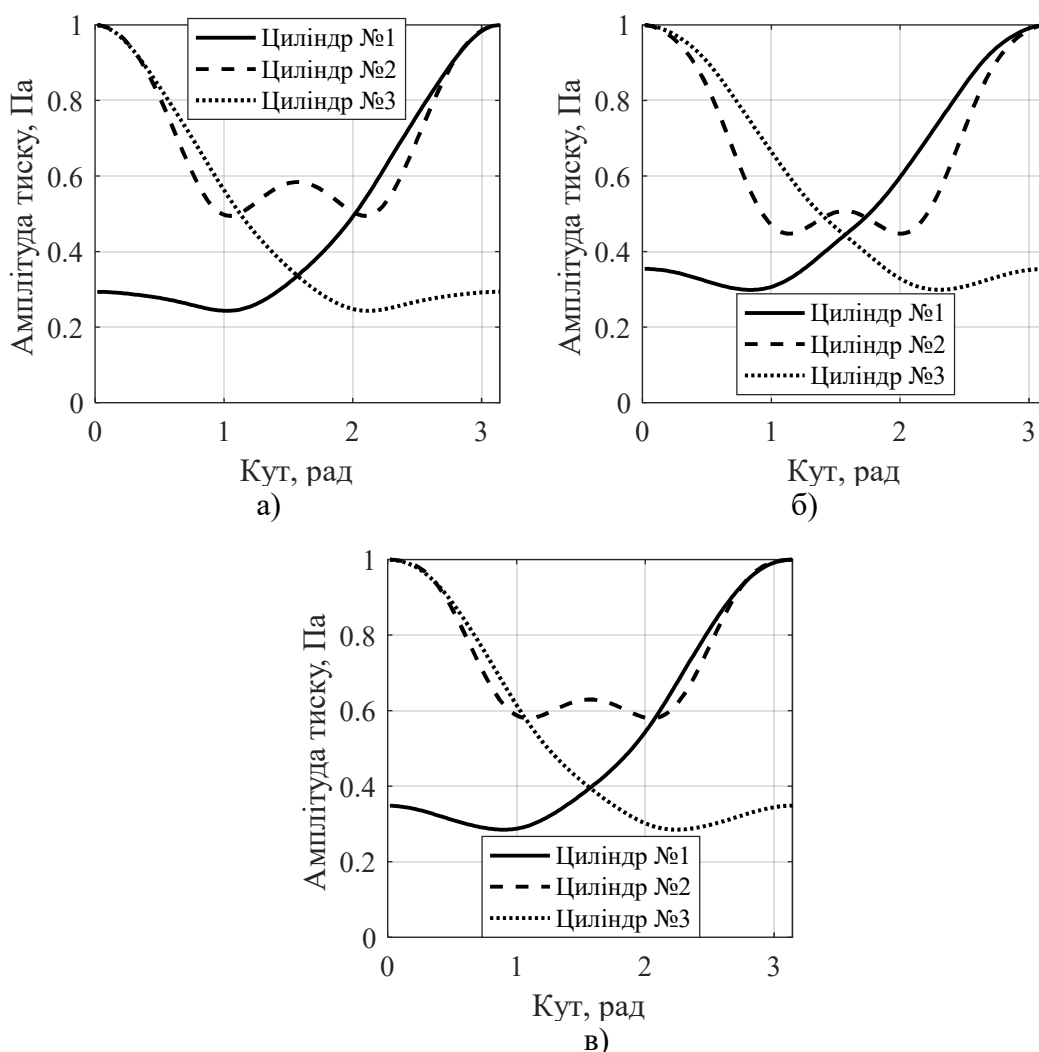 1
0.8
0.6
0.4
0.2
0
Амплітуда тиску, Па
Циліндр №1
Циліндр №2
Циліндр №3
0 1 2 3
Кут, рад
а)
1
0.8
0.6
0.4
0.2
0
Амплітуда тиску, Па
Циліндр №1
Циліндр №2
Циліндр №3
0 1 2 3
Кут, рад
б)
1
0.8
0.6
0.4
0.2
0
Амплітуда тиску, Па
Циліндр №1
Циліндр №2
Циліндр №3
0 1 2 3
Кут, рад
в)